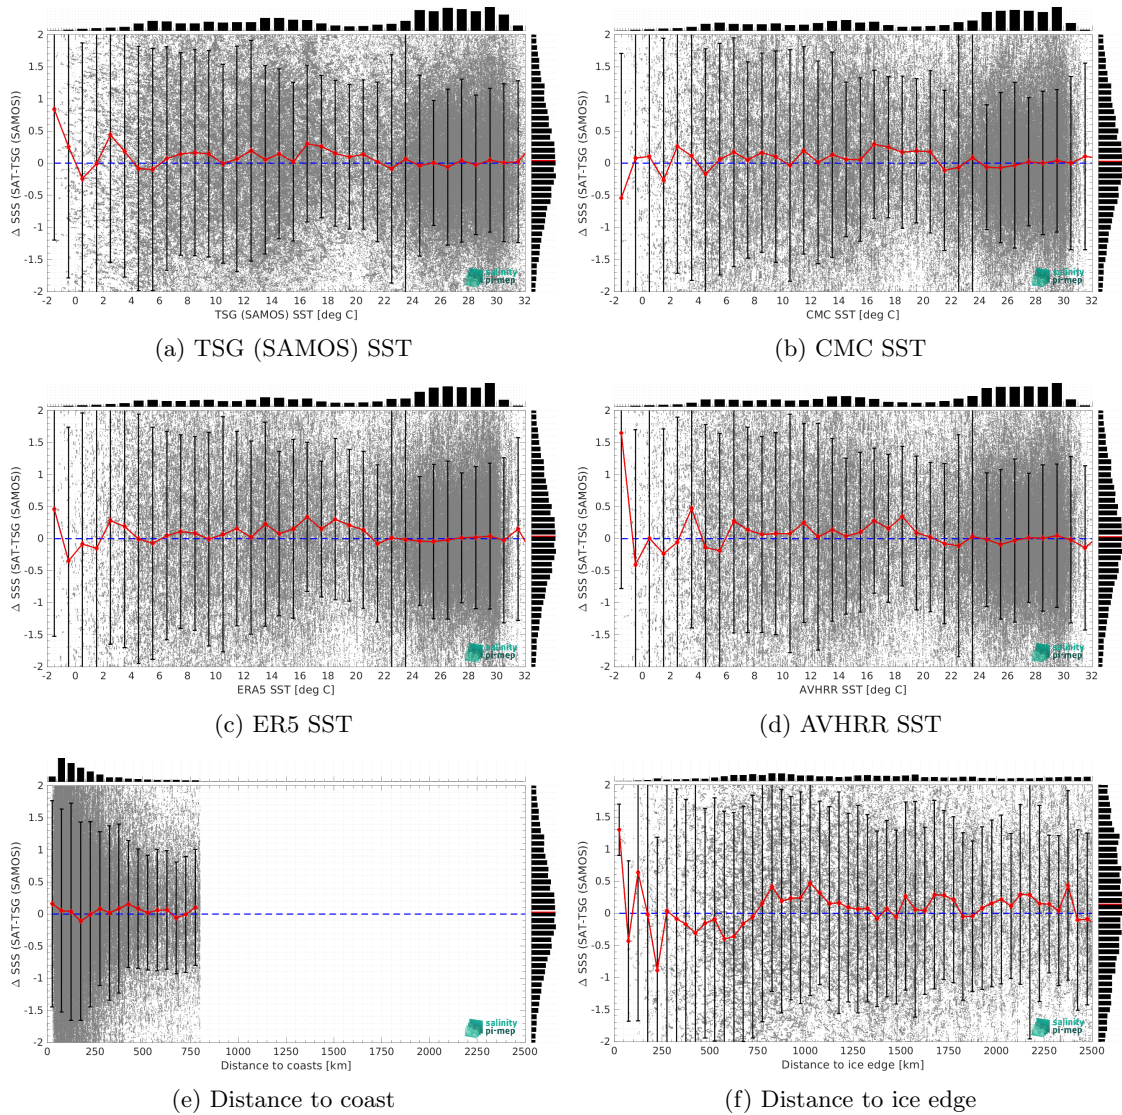 2
1.5
1
0.5
0
-0.5
-1
-1.5
-2
Δ SSS (SAT-TSG (SAMOS))
-2 0 2 4 6 8 10 12 14 16 18 20 22 24 26 28 30 32
TSG (SAMOS) SST [deg C]
salinity
pi-mep
(a) TSG (SAMOS) SST
2
1.5
1
0.5
0
-0.5
-1
-1.5
-2
Δ SSS (SAT-TSG (SAMOS))
-2 0 2 4 6 8 10 12 14 16 18 20 22 24 26 28 30 32
CMC SST [deg C]
salinity
pi-mep
(b) CMC SST
2
1.5
1
0.5
0
-0.5
-1
-1.5
-2
Δ SSS (SAT-TSG (SAMOS))
-2 0 2 4 6 8 10 12 14 16 18 20 22 24 26 28 30 32
ERA5 SST [deg C]
salinity
pi-mep
(c) ER5 SST
2
1.5
1
0.5
0
-0.5
-1
-1.5
-2
Δ SSS (SAT-TSG (SAMOS))
-2 0 2 4 6 8 10 12 14 16 18 20 22 24 26 28 30 32
AVHRR SST [deg C]
salinity
pi-mep
(d) AVHRR SST
2
1.5
1
0.5
0
-0.5
-1
-1.5
-2
Δ SSS (SAT-TSG (SAMOS))
0 250 500 750 1000 1250 1500 1750 2000 2250 2500
Distance to coasts [km]
salinity
pi-mep
(e) Distance to coast
2
1.5
1
0.5
0
-0.5
-1
-1.5
-2
Δ SSS (SAT-TSG (SAMOS))
0 250 500 750 1000 1250 1500 1750 2000 2250 2500
Distance to ice edge [km]
salinity
pi-mep
(f) Distance to ice edge